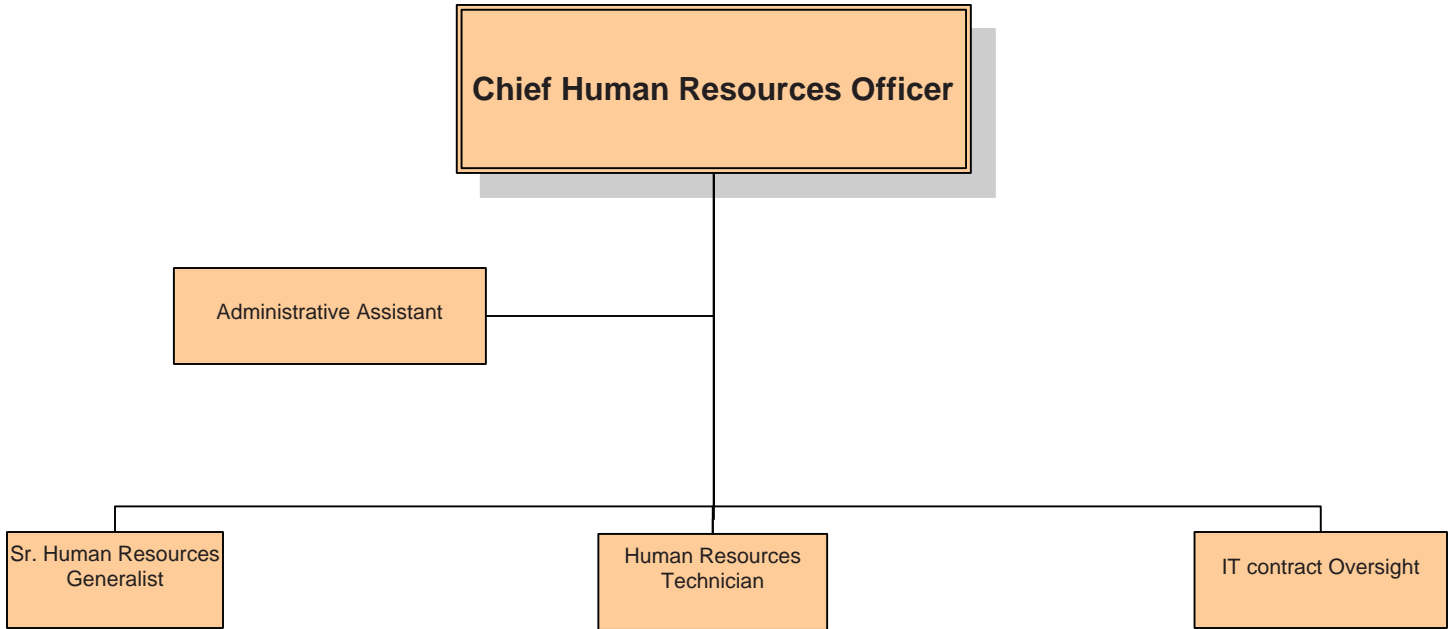 Chief Human Resources Officer
Administrative Assistant
Sr. Human Resources
Generalist
Human Resources
Technician
IT contract Oversight